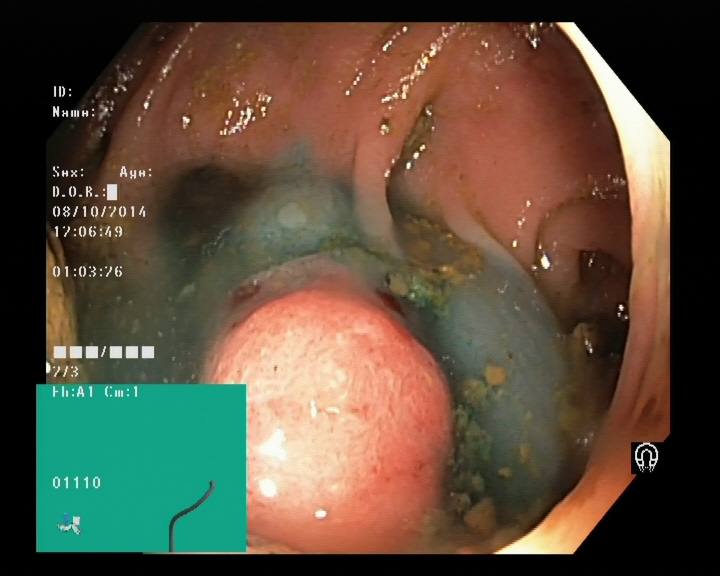 ID:
Name:
Sex: Age:
D.O.B.:
08/10/2014
12:06:49
01:03:26
■■■/■■■
2/3
Eh:A1 Cm:1
01110